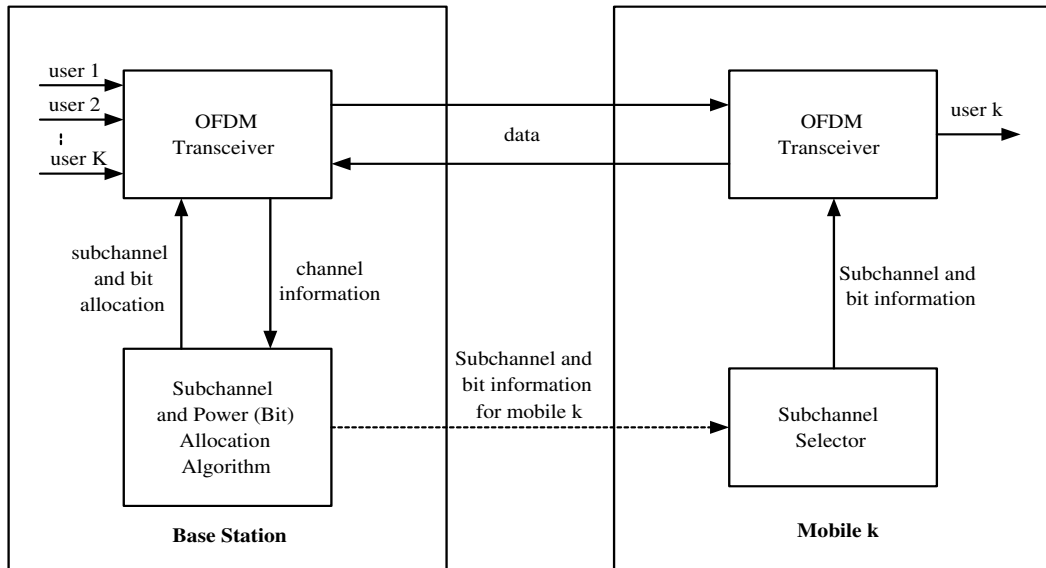 user 1
user 2
user K
OFDM
Transceiver
data
OFDM
Transceiver
user k
subchannel
and bit
allocation
channel
information
Subchannel and
bit information
Subchannel
and Power (Bit)
Allocation
Algorithm
Subchannel and
bit information
for mobile k
Subchannel
Selector
Base Station
Mobile k